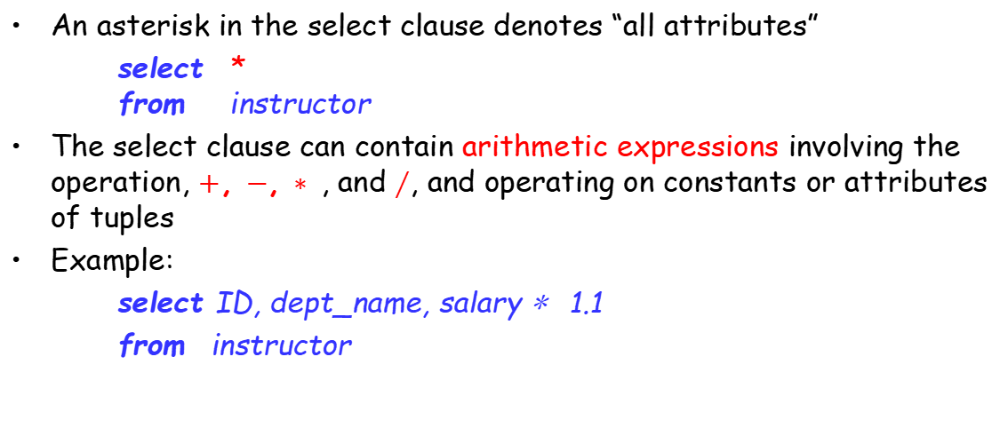 • An asterisk in the select clause denotes “all attributes”
select *
from instructor
• The select clause can contain arithmetic expressions involving the
operation, +, −, ∗ , and /, and operating on constants or attributes
of tuples
• Example:
select ID, dept_name, salary ∗ 1.1
from instructor